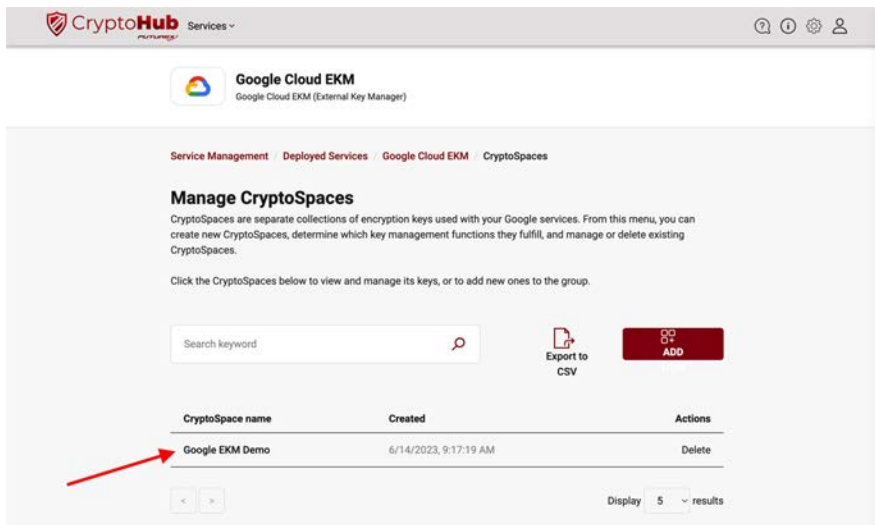 CryptoHub Services
FUTUREX
Google Cloud EKM
Google Cloud EKM (External Key Manager)
Service Management / Deployed Services / Google Cloud EKM / CryptoSpaces
Manage CryptoSpaces
CryptoSpaces are separate collections of encryption keys used with your Google services. From this menu, you can
create new CryptoSpaces, determine which key management functions they fulfill, and manage or delete existing
CryptoSpaces.
Click the CryptoSpaces below to view and manage its keys, or to add new ones to the group.
Search keyword
Export to
CSV
ADD
CryptoSpace name Created Actions
Google EKM Demo 6/14/2023, 9:17:19 AM Delete
< >
Display 5 results